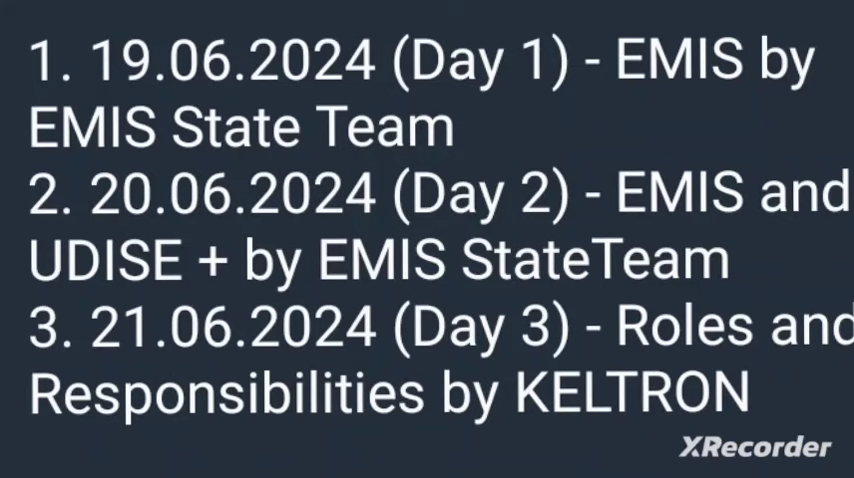 1. 19.06.2024 (Day 1) - EMIS by
EMIS State Team
2. 20.06.2024 (Day 2) - EMIS and
UDISE + by EMIS StateTeam
3. 21.06.2024 (Day 3) - Roles and
Responsibilities by KELTRON
XRecorder